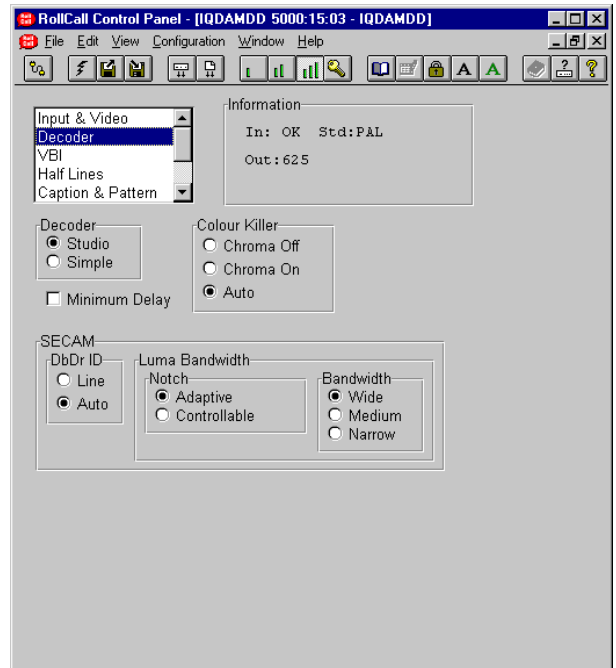 RollCall Control Panel - [IQDAMDD 5000:15:03 - IQDAMDD]
File Edit View Configuration Window Help
A A ? ?
Input & Video
Decoder
VBI
Half Lines
Caption & Pattern
Information
In: OK Std:PAL
Out:625
Decoder
Studio
Simple
Minimum Delay
Colour Killer
Chroma Off
Chroma On
Auto
SECAM
DbDr ID
Line
Auto
Luma Bandwidth
Notch
Adaptive
Controllable
Bandwidth
Wide
Medium
Narrow